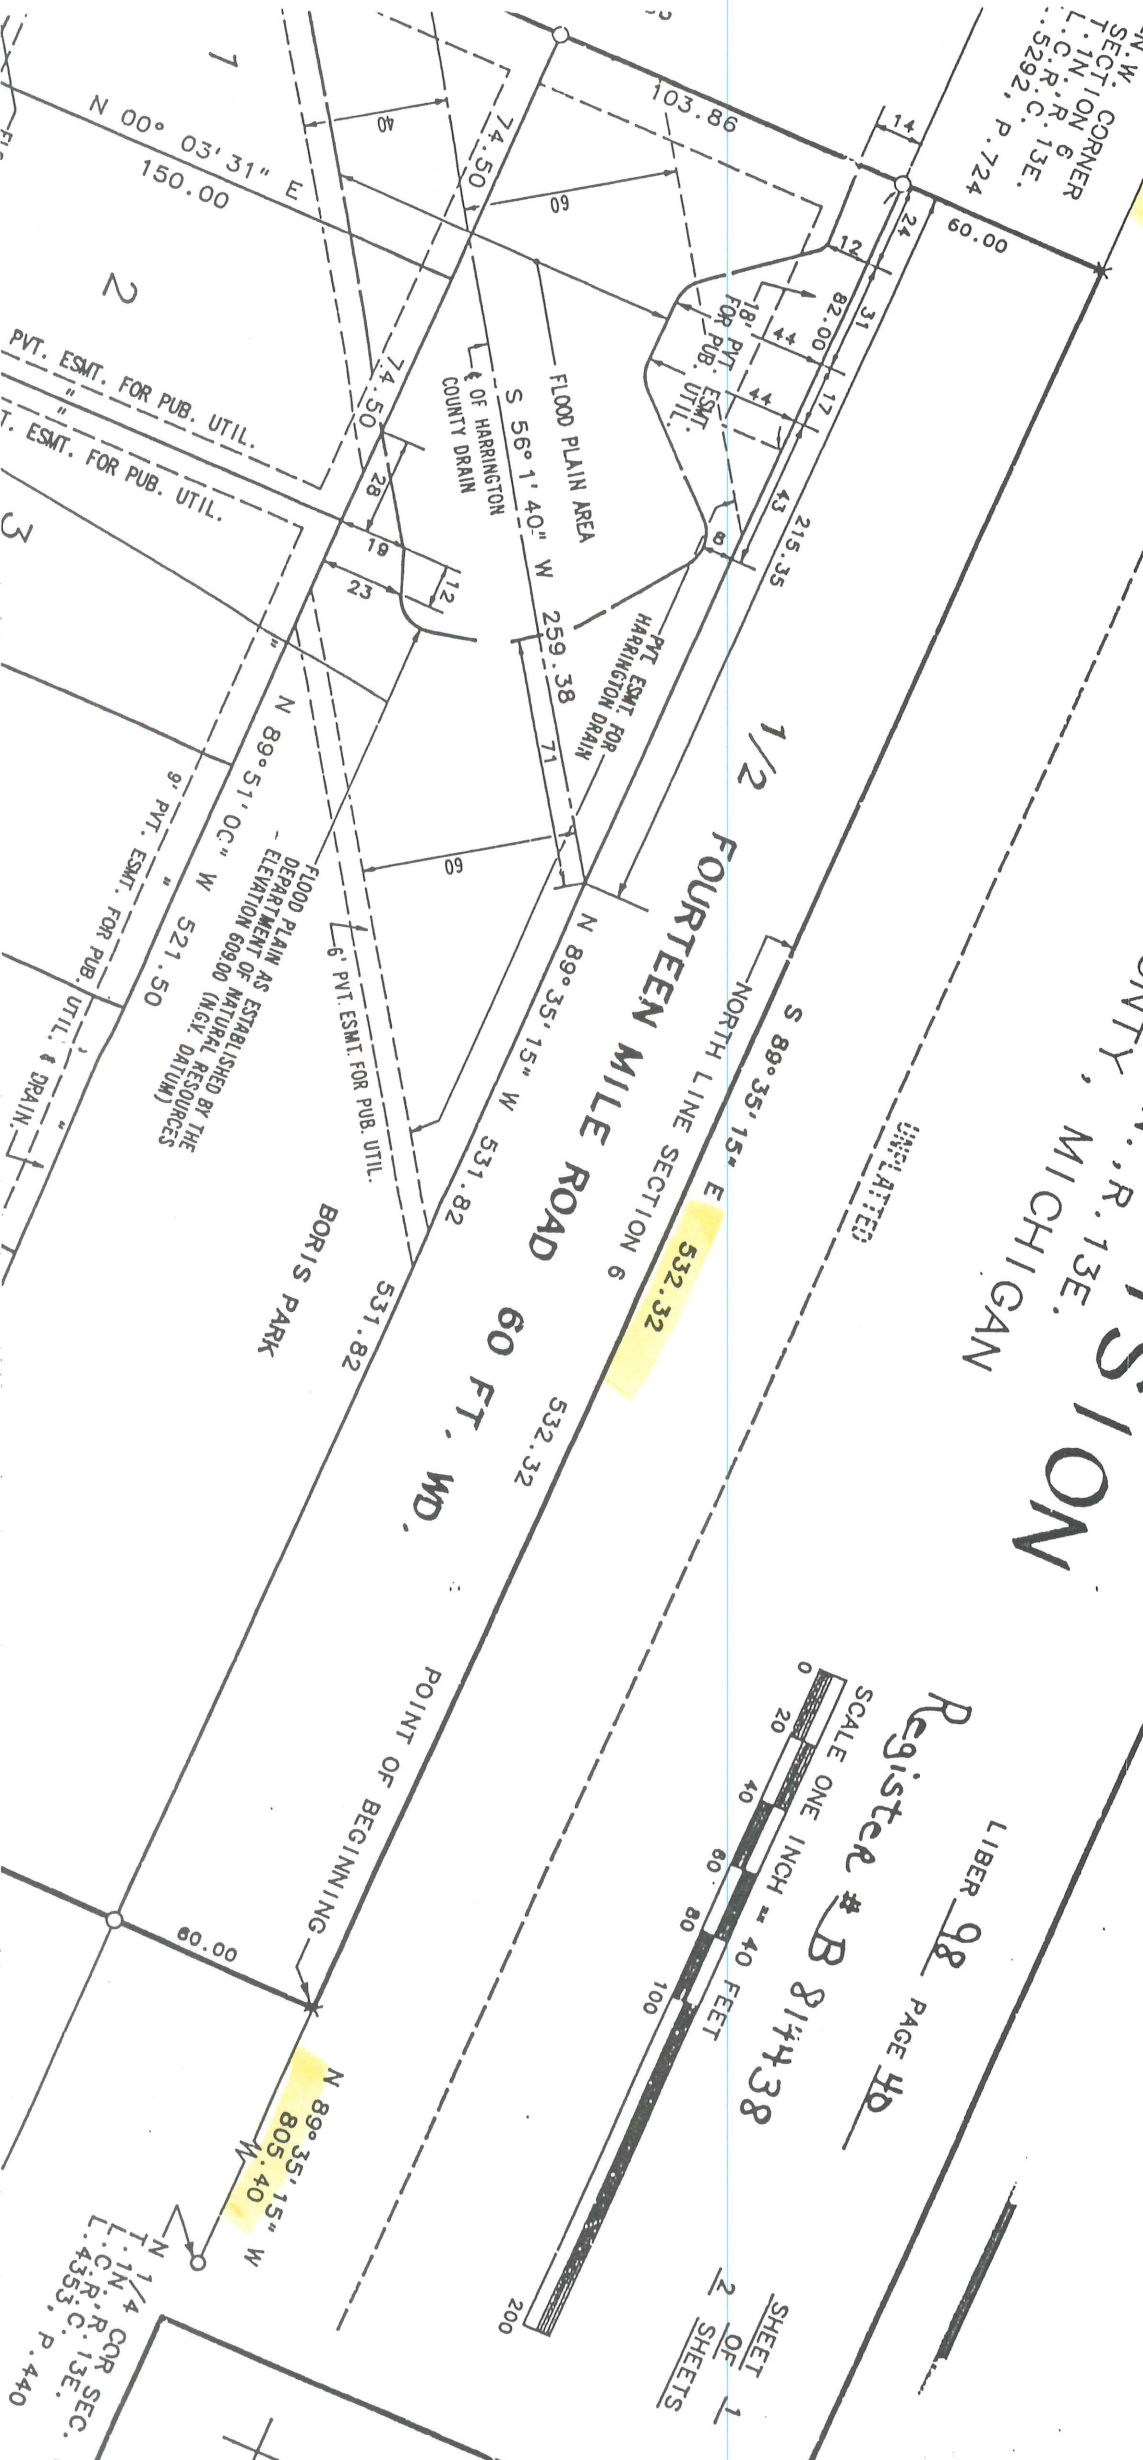 SECTION 6
T. 1N., R. 13E.
L.C.R.C.
L. 5292, P. 724
R. 13E.
MICHIGAN
SION
LIBER 98 PAGE 40
Register # B 814438
SCALE ONE INCH = 40 FEET
0 20 40 60 80 100 200
SHEET 1
2 OF
SHEETS
UNPLATTED
S 89° 35' 15" E 532.32
NORTH LINE SECTION 6
532.32
1/2 FOURTEEN MILE ROAD 60 FT. WD.
POINT OF BEGINNING
60.00
N 89° 35' 15" W
805.40
N 1/4 COR SEC.
T. 1N., R. 13E.
L.C.R.C.
L. 4353, P. 440
60.00
14
24
12
31
82.00
44
17
44
43
215.35
8
103.86
18' PVT. ESMT.
FOR PUB. UTIL.
PVT. ESMT. FOR
HARRINGTON DRAIN
N 89° 35' 15" W 531.82
531.82
FLOOD PLAIN AREA
S 56° 1' 40" W 259.38
71
℄ OF HARRINGTON
COUNTY DRAIN
60
40
74.50
74.50
28
19
12
23
60
6' PVT. ESMT. FOR PUB. UTIL.
BORIS PARK
FLOOD PLAIN AS ESTABLISHED BY THE
DEPARTMENT OF NATURAL RESOURCES
- ELEVATION 609.00 (N.G.V. DATUM)
N 89° 51' 00" W 521.50
9' PVT. ESMT. FOR PUB. UTIL. & DRAIN.
1
N 00° 03' 31" E
150.00
2
PVT. ESMT. FOR PUB. UTIL.
" ESMT. FOR PUB. UTIL.
3